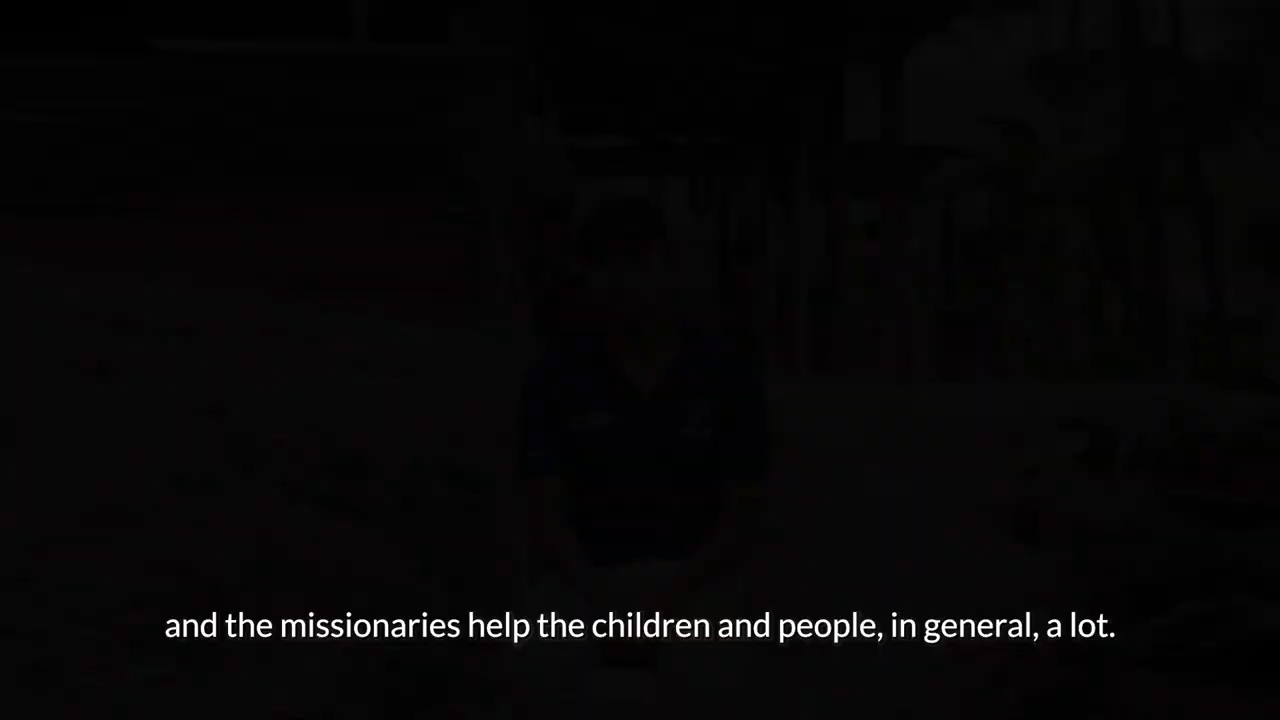 and the missionaries help the children and people, in general, a lot.